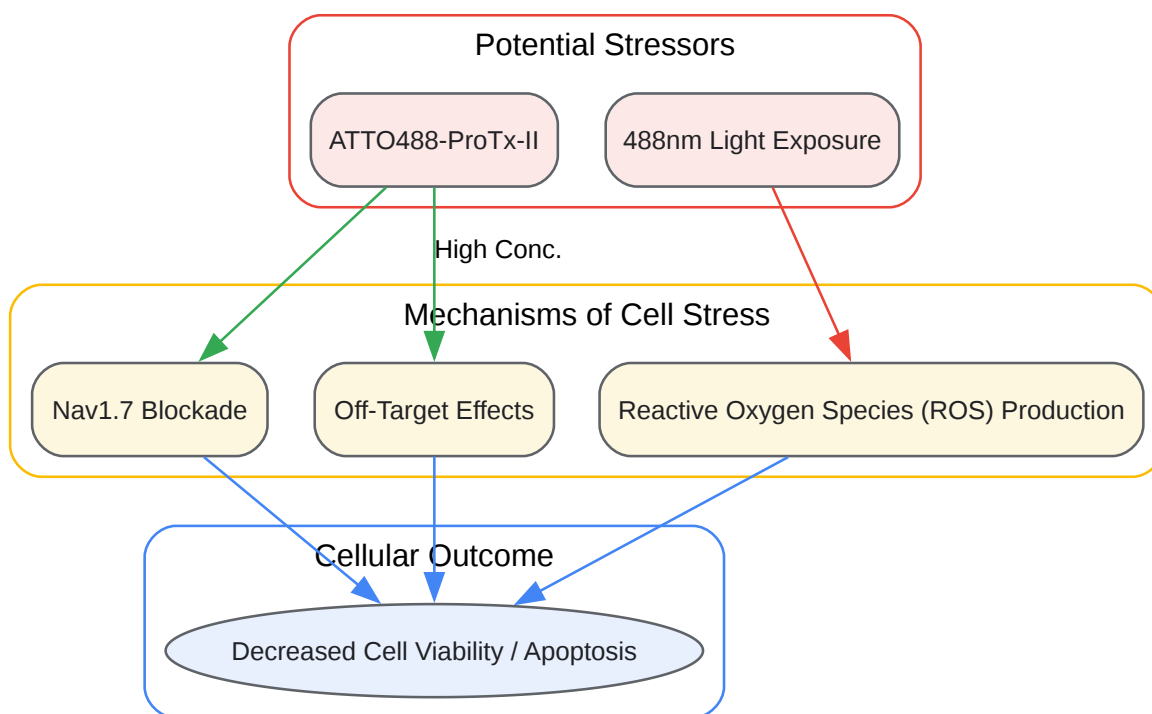 Potential Stressors
ATTO488-ProTx-II
488nm Light Exposure
High Conc.
Mechanisms of Cell Stress
Nav1.7 Blockade
Off-Target Effects
Reactive Oxygen Species (ROS) Production
Cellular Outcome
Decreased Cell Viability / Apoptosis